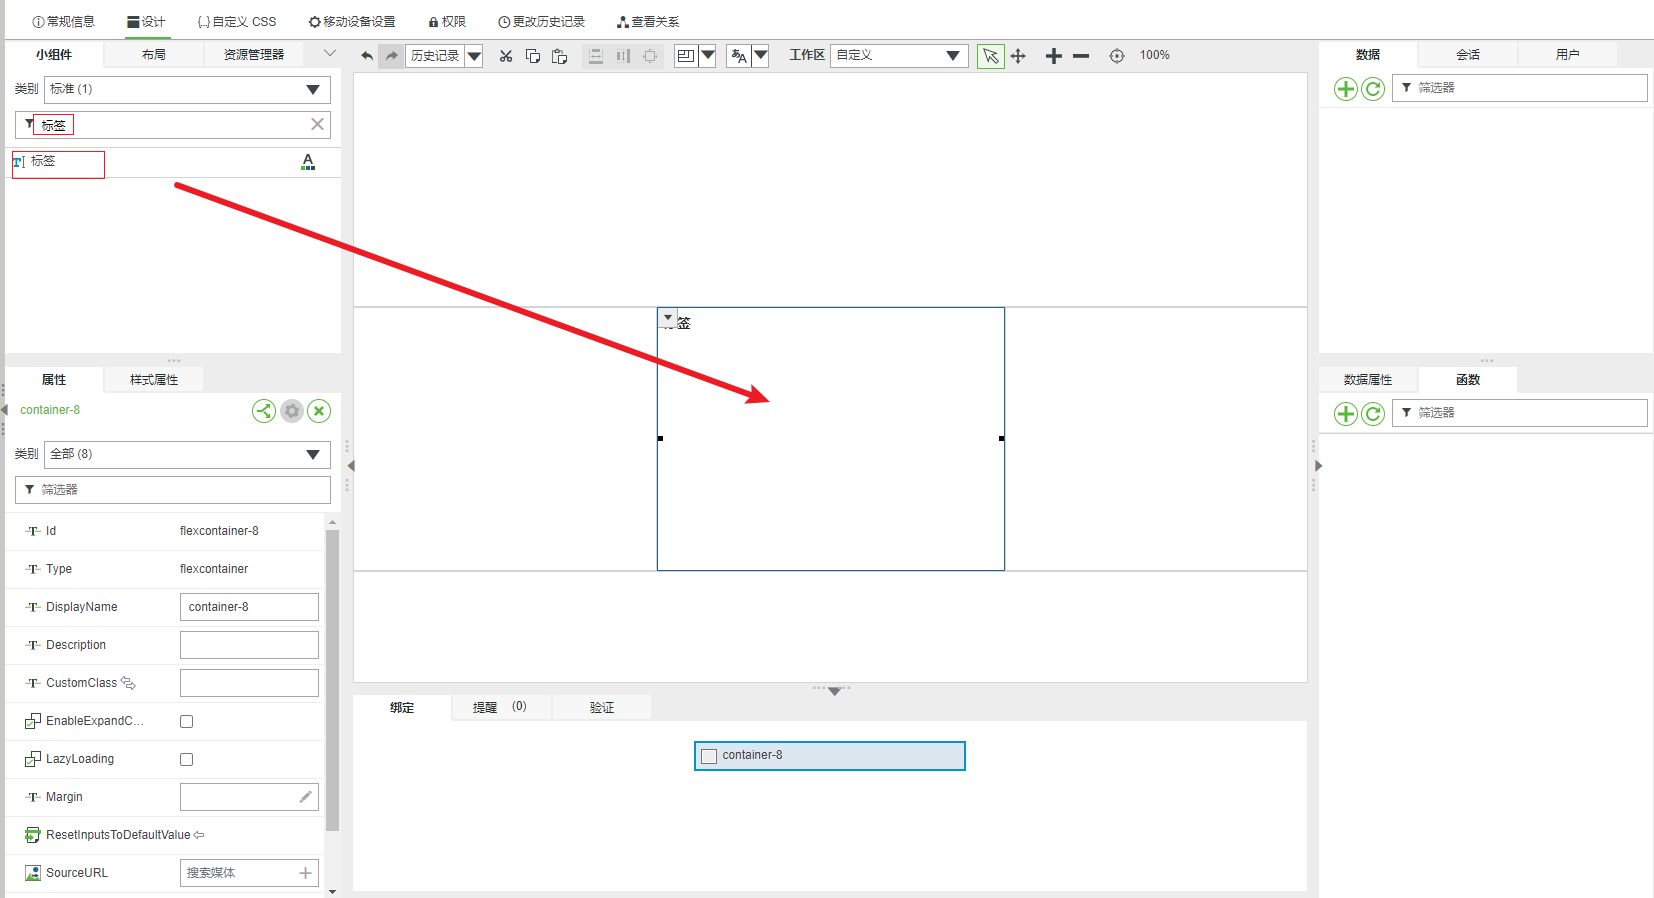 常规信息 设计 {..}自定义 CSS 移动设备设置 权限 更改历史记录 查看关系
小组件 布局 资源管理器
历史记录
工作区 自定义
100%
类别 标准 (1)
标签
标签
签
属性 样式属性
container-8
类别 全部 (8)
筛选器
Id flexcontainer-8
Type flexcontainer
DisplayName container-8
Description
CustomClass
EnableExpandC...
LazyLoading
Margin
ResetInputsToDefaultValue
SourceURL 搜索媒体
绑定 提醒 (0) 验证
container-8
数据 会话 用户
筛选器
数据属性 函数
筛选器